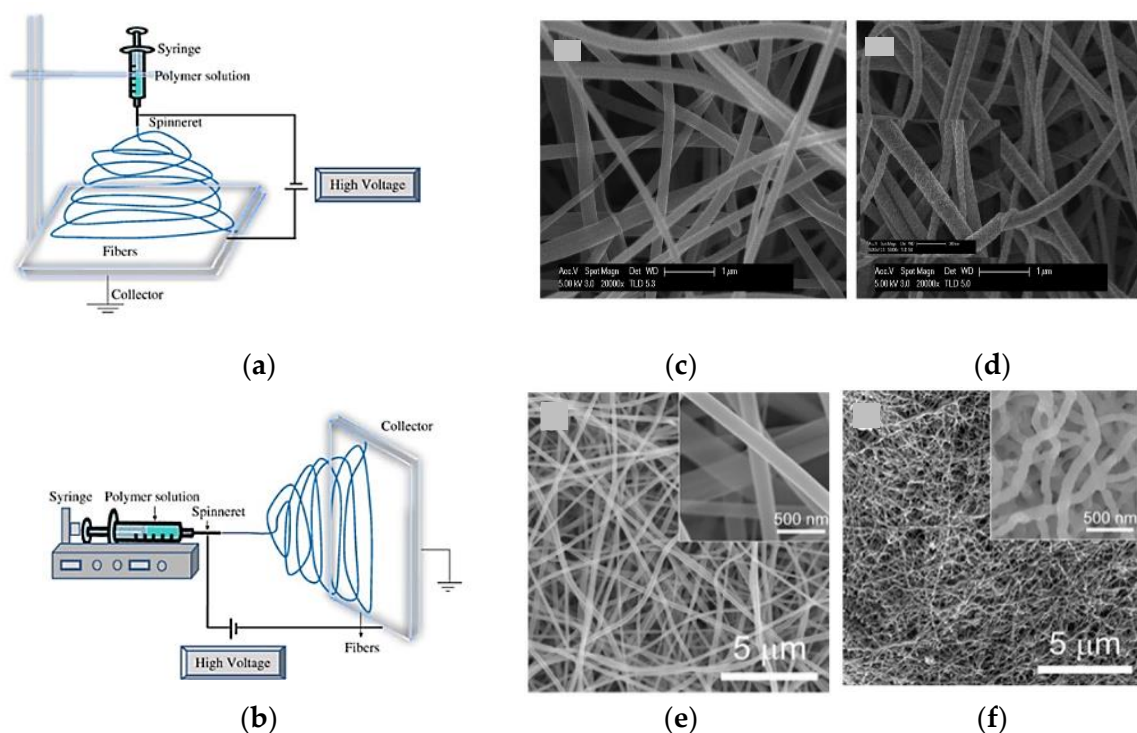 Syringe
Polymer solution
Spinneret
High Voltage
Fibers
Collector
(a)
Acc.V Spot Magn Det WD 1 μm
5.00 kV 3.0 20000x TLD 5.3
(c)
Acc.V Spot Magn Det WD 1 μm
5.00 kV 3.0 20000x TLD 5.0
(d)
Collector
Syringe Polymer solution
Spinneret
Fibers
High Voltage
(b)
500 nm
5 μm
(e)
500 nm
5 μm
(f)